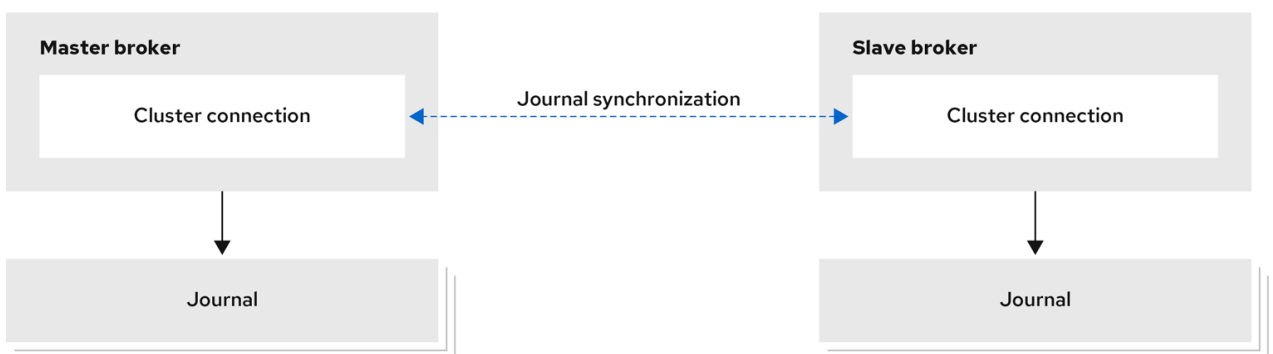 Master broker
Cluster connection
Journal synchronization
Slave broker
Cluster connection
Journal
Journal